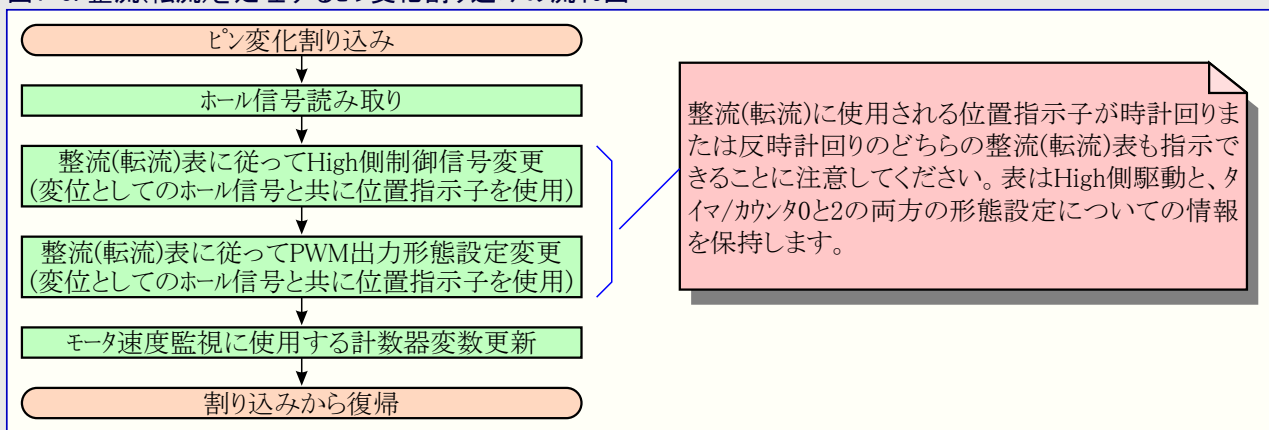 ピン変化割り込み
ホール信号読み取り
整流(転流)表に従ってHigh側制御信号変更
(変位としてのホール信号と共に位置指示子を使用)
整流(転流)表に従ってPWM出力形態設定変更
(変位としてのホール信号と共に位置指示子を使用)
モータ速度監視に使用する計数器変数更新
割り込みから復帰
整流(転流)に使用される位置指示子が時計回りま
たは反時計回りのどちらの整流(転流)表も指示で
きることに注意してください。表はHigh側駆動と、タ
イマ/カウンタ0と2の両方の形態設定についての情報
を保持します。